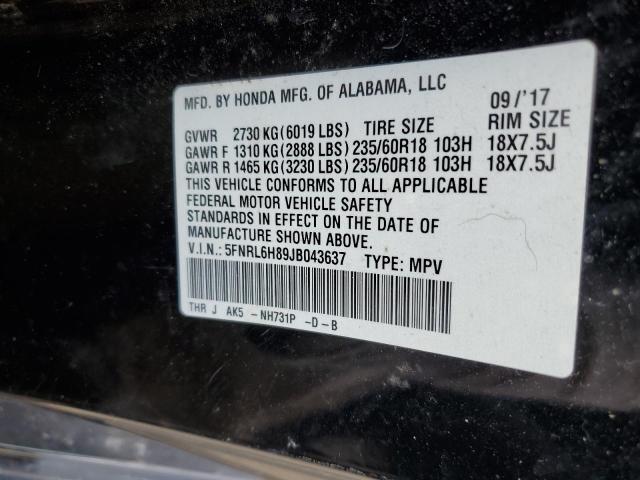 MFD. BY HONDA MFG. OF ALABAMA, LLC 09/'17
GVWR 2730 KG(6019 LBS) TIRE SIZE RIM SIZE
GAWR F 1310 KG(2888 LBS) 235/60R18 103H 18X7.5J
GAWR R 1465 KG(3230 LBS) 235/60R18 103H 18X7.5J
THIS VEHICLE CONFORMS TO ALL APPLICABLE
FEDERAL MOTOR VEHICLE SAFETY
STANDARDS IN EFFECT ON THE DATE OF
MANUFACTURE SHOWN ABOVE.
V.I.N.: 5FNRL6H89JB043637 TYPE: MPV
THR J AK5 -NH731P -D-B